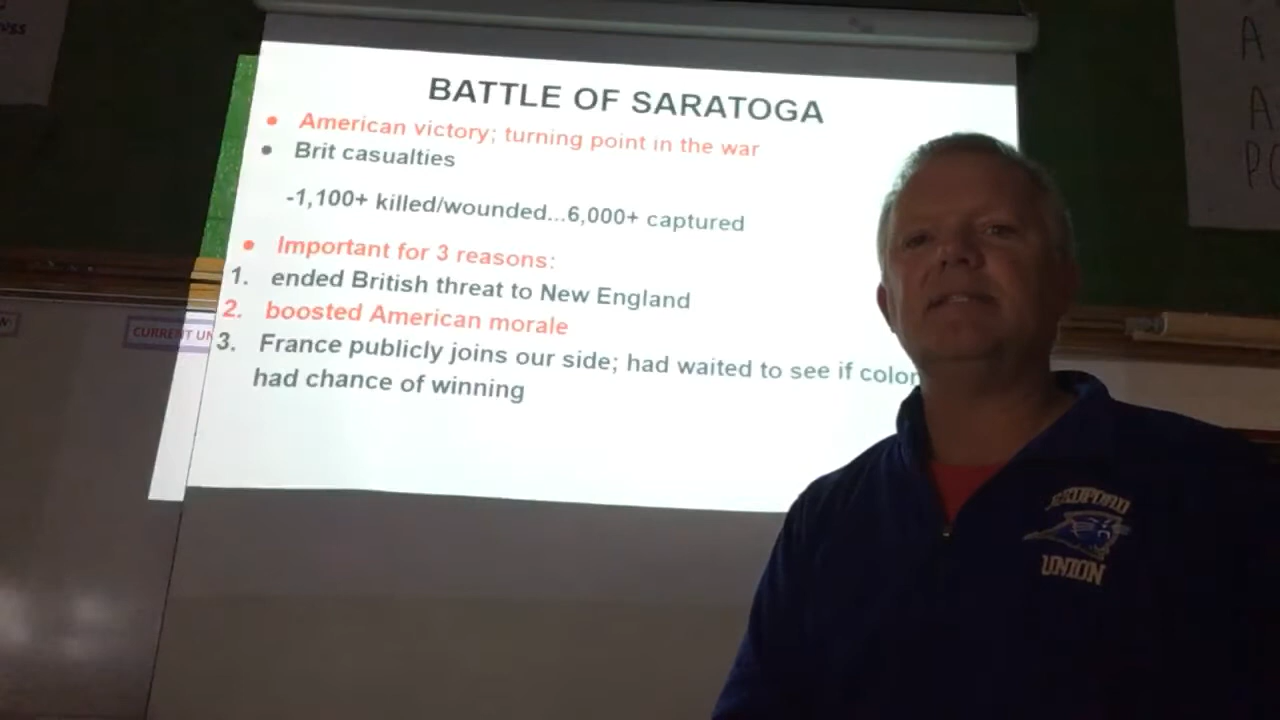 BATTLE OF SARATOGA
● American victory; turning point in the war
● Brit casualties
-1,100+ killed/wounded...6,000+ captured
● Important for 3 reasons:
1. ended British threat to New England
2. boosted American morale
3. France publicly joins our side; had waited to see if color
had chance of winning
CURRENT UN
REDFORD
UNION
A
A